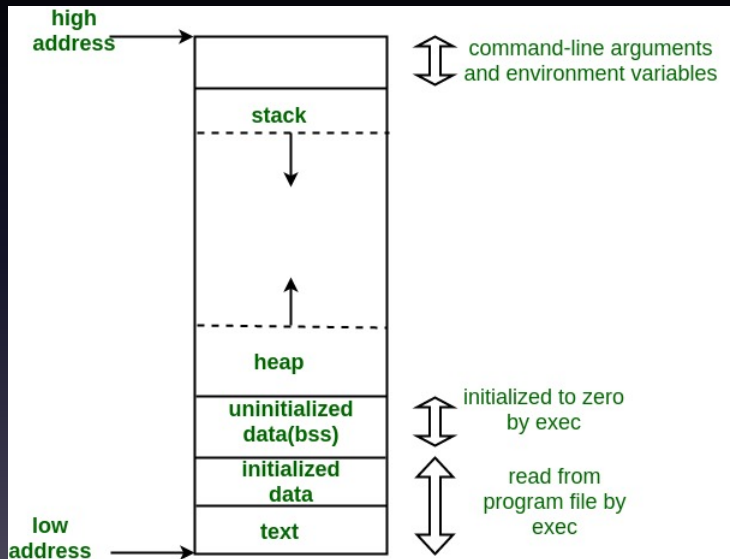 high
address
command-line arguments
and environment variables
stack
heap
uninitialized
data(bss)
initialized to zero
by exec
initialized
data
read from
program file by
exec
text
low
address